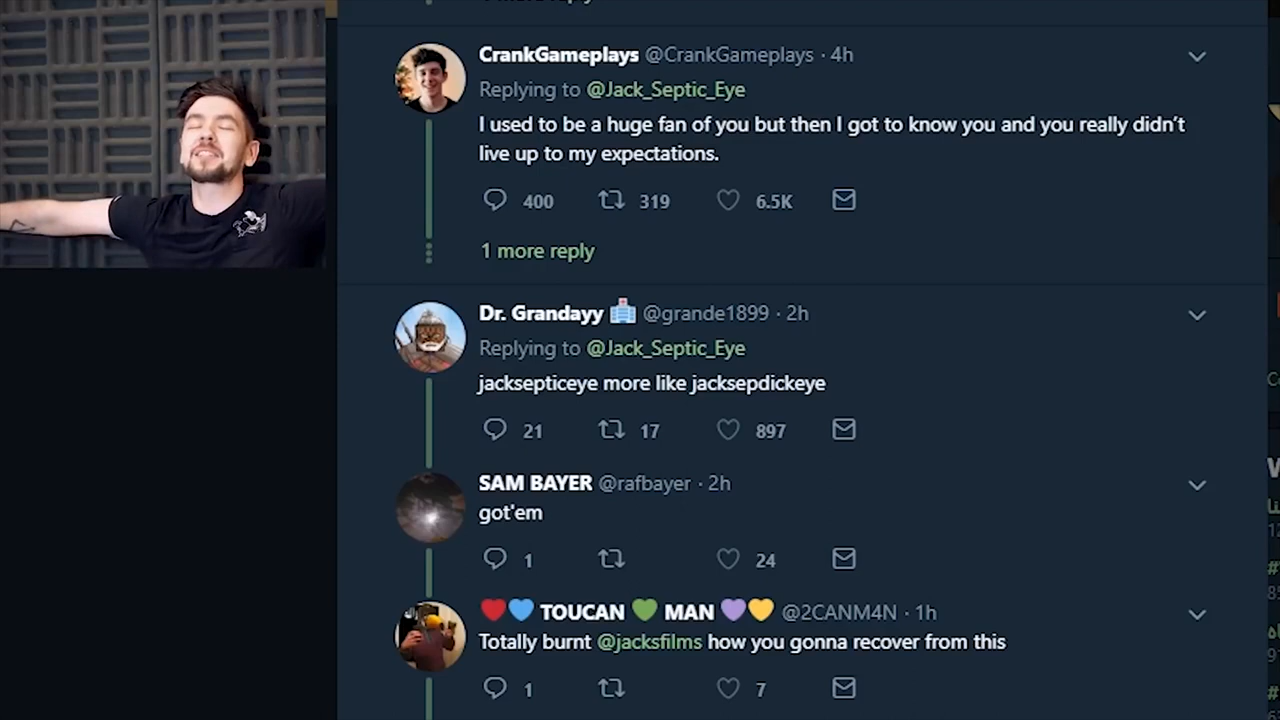 CrankGameplays @CrankGameplays · 4h
Replying to @Jack_Septic_Eye
I used to be a huge fan of you but then I got to know you and you really didn’t
live up to my expectations.
400 319 6.5K
1 more reply
Dr. Grandayy 🏥 @grande1899 · 2h
Replying to @Jack_Septic_Eye
jacksepticeye more like jacksepdickeye
21 17 897
SAM BAYER @rafbayer · 2h
got'em
1 24
❤️💙 TOUCAN 💚 MAN 💜💛 @2CANM4N · 1h
Totally burnt @jacksfilms how you gonna recover from this
1 7